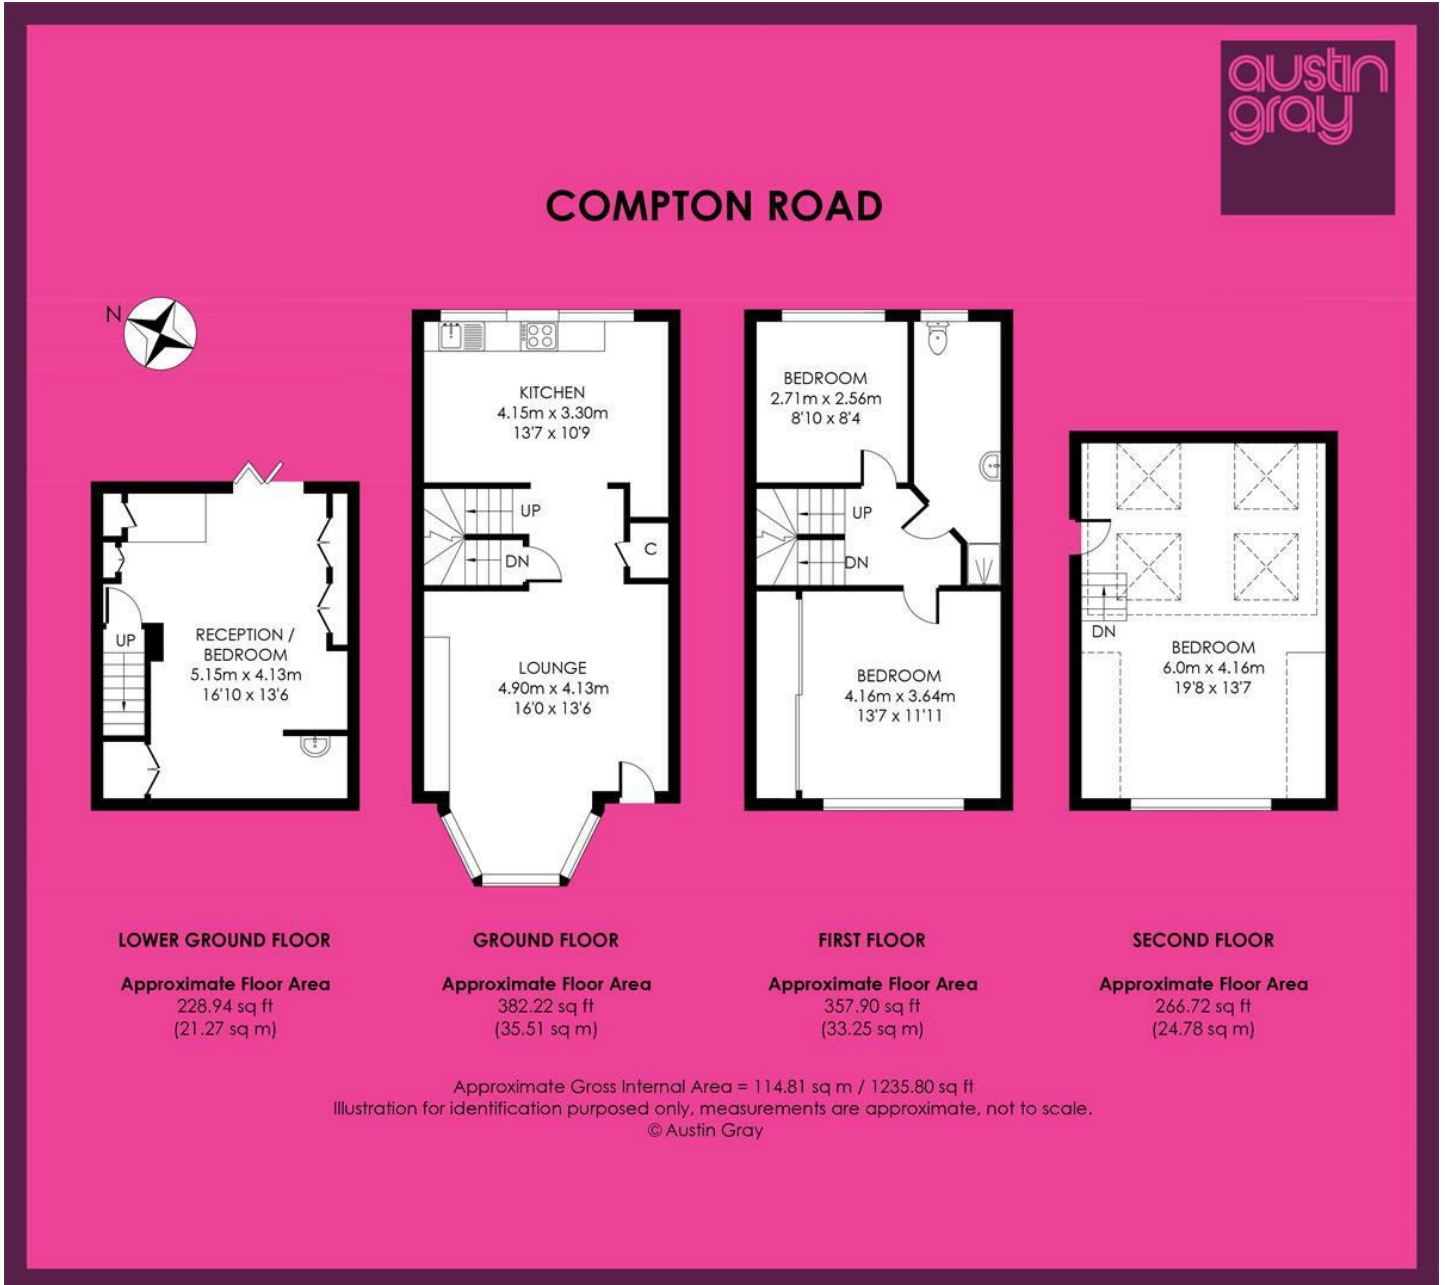 austin
gray
COMPTON ROAD
N
UP
RECEPTION /
BEDROOM
5.15m x 4.13m
16'10 x 13'6
KITCHEN
4.15m x 3.30m
13'7 x 10'9
UP
DN
C
LOUNGE
4.90m x 4.13m
16'0 x 13'6
BEDROOM
2.71m x 2.56m
8'10 x 8'4
UP
DN
BEDROOM
4.16m x 3.64m
13'7 x 11'11
DN
BEDROOM
6.0m x 4.16m
19'8 x 13'7
LOWER GROUND FLOOR
Approximate Floor Area
228.94 sq ft
(21.27 sq m)
GROUND FLOOR
Approximate Floor Area
382.22 sq ft
(35.51 sq m)
FIRST FLOOR
Approximate Floor Area
357.90 sq ft
(33.25 sq m)
SECOND FLOOR
Approximate Floor Area
266.72 sq ft
(24.78 sq m)
Approximate Gross Internal Area = 114.81 sq m / 1235.80 sq ft
Illustration for identification purposed only, measurements are approximate, not to scale.
© Austin Gray